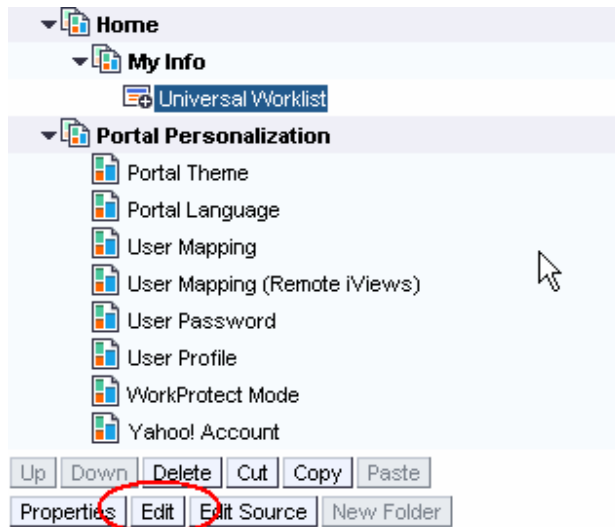 Home
My Info
Universal Worklist
Portal Personalization
Portal Theme
Portal Language
User Mapping
User Mapping (Remote iViews)
User Password
User Profile
WorkProtect Mode
Yahoo! Account
Up Down Delete Cut Copy Paste
Properties Edit Edit Source New Folder